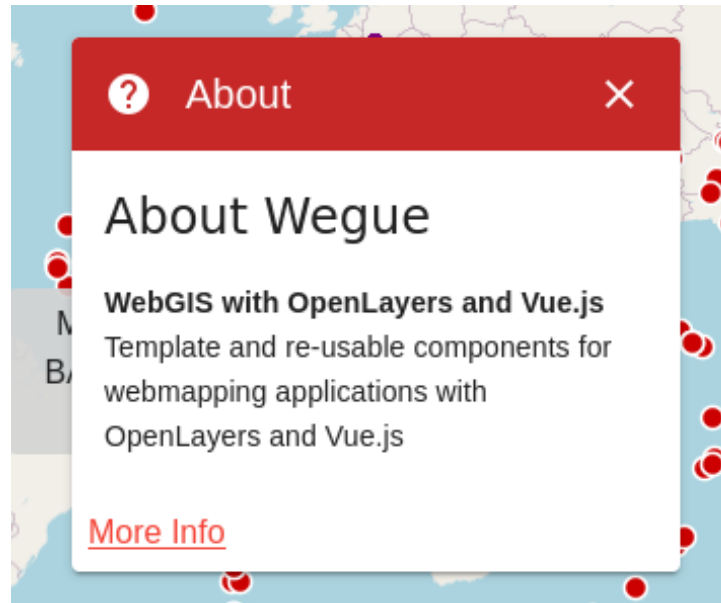 About
About Wegue
WebGIS with OpenLayers and Vue.js
Template and re-usable components for
webmapping applications with
OpenLayers and Vue.js
More Info